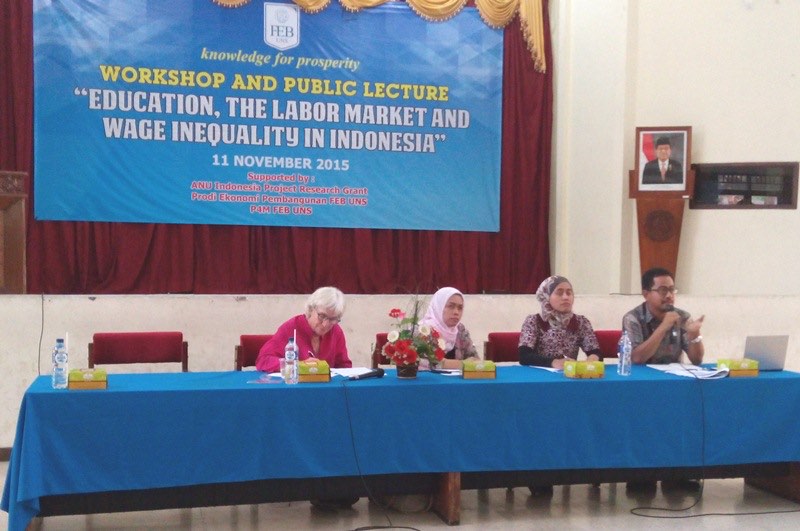 FEB
UNS
knowledge for prosperity
WORKSHOP AND PUBLIC LECTURE
“EDUCATION, THE LABOR MARKET AND
WAGE INEQUALITY IN INDONESIA”
11 NOVEMBER 2015
Supported by :
ANU Indonesia Project Research Grant
Prodi Ekonomi Pembangunan FEB UNS
P4M FEB UNS